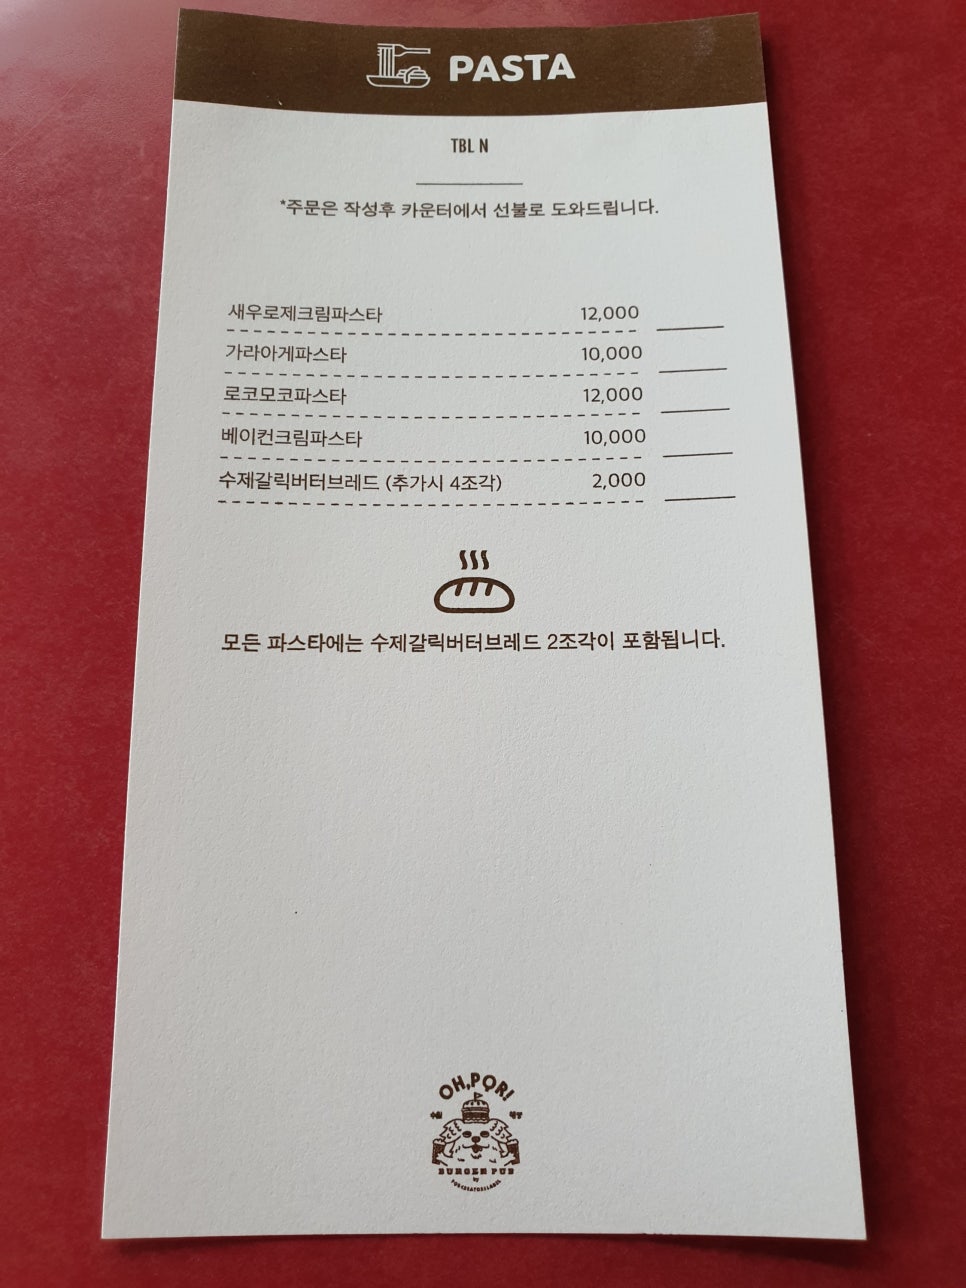 PASTA
TBL N
*주문은 작성후 카운터에서 선불로 도와드립니다.
새우로제크림파스타 12,000
가라아게파스타 10,000
로코모코파스타 12,000
베이컨크림파스타 10,000
수제갈릭버터브레드 (추가시 4조각) 2,000
모든 파스타에는 수제갈릭버터브레드 2조각이 포함됩니다.
OH,POR!
BURGER PUB
by